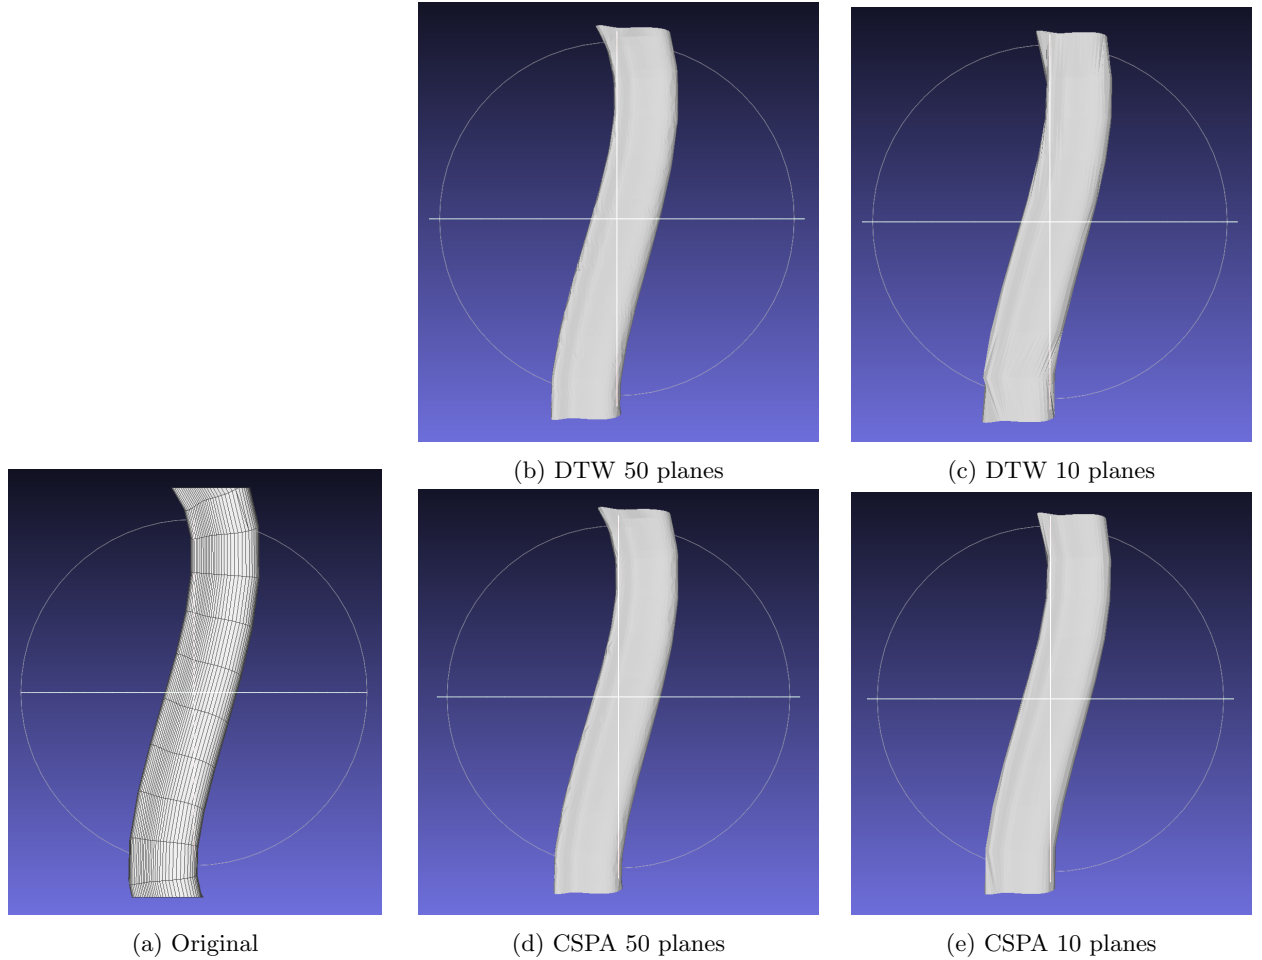 (b) DTW 50 planes
(c) DTW 10 planes
(a) Original
(d) CSPA 50 planes
(e) CSPA 10 planes